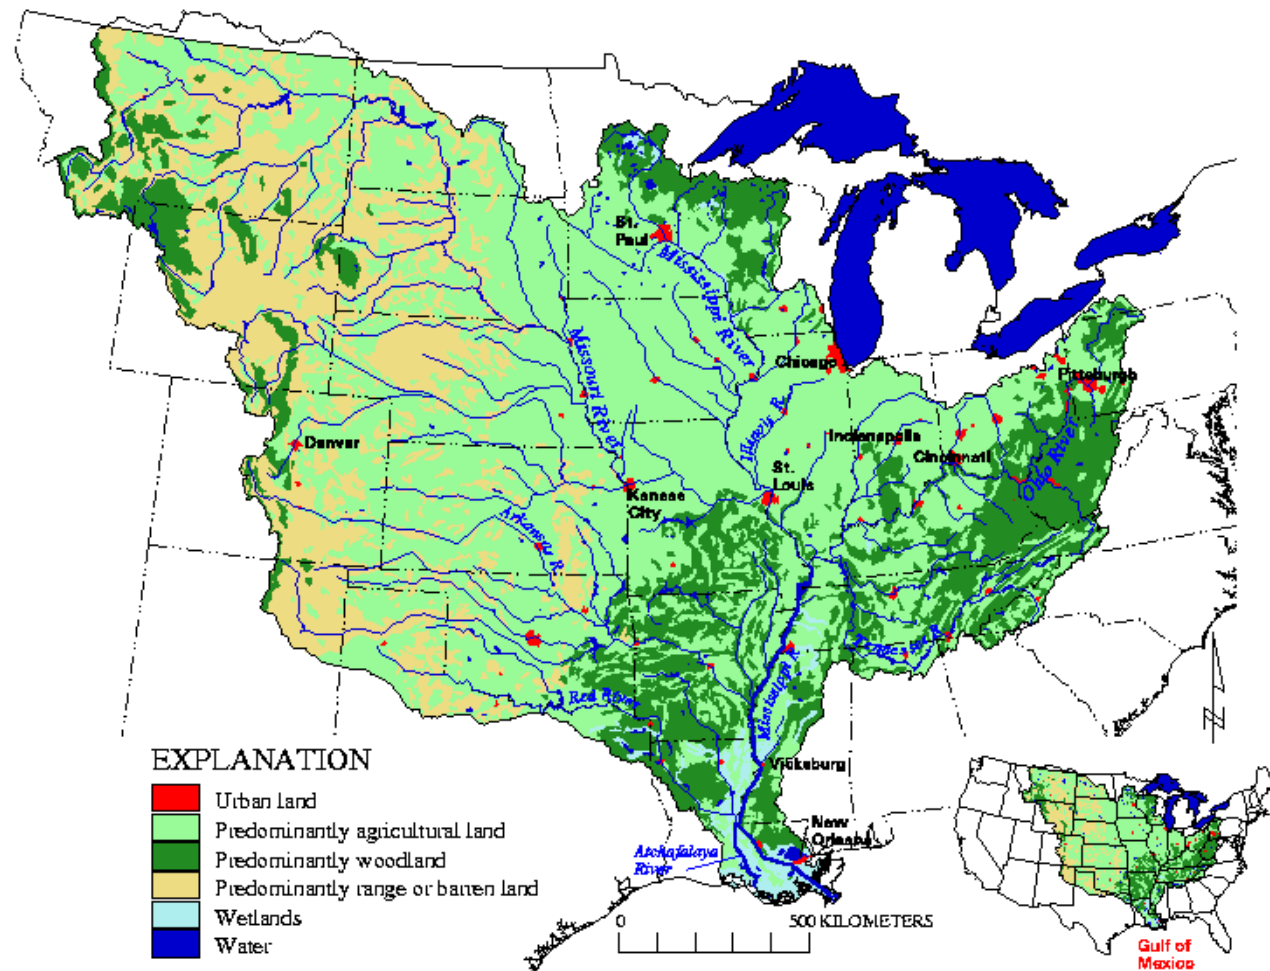 St.
Paul
Mississippi River
Missouri River
Chicago
Pittsburgh
Illinois R.
Indianapolis
Cincinnati
Ohio River
Denver
St.
Louis
Kansas
City
Arkansas R.
Tennessee R.
Mississippi R.
Red River
Vicksburg
New
Orleans
Atchafalaya
River
EXPLANATION
Urban land
Predominantly agricultural land
Predominantly woodland
Predominantly range or barren land
Wetlands
Water
0 500 KILOMETERS
N
Gulf of
Mexico